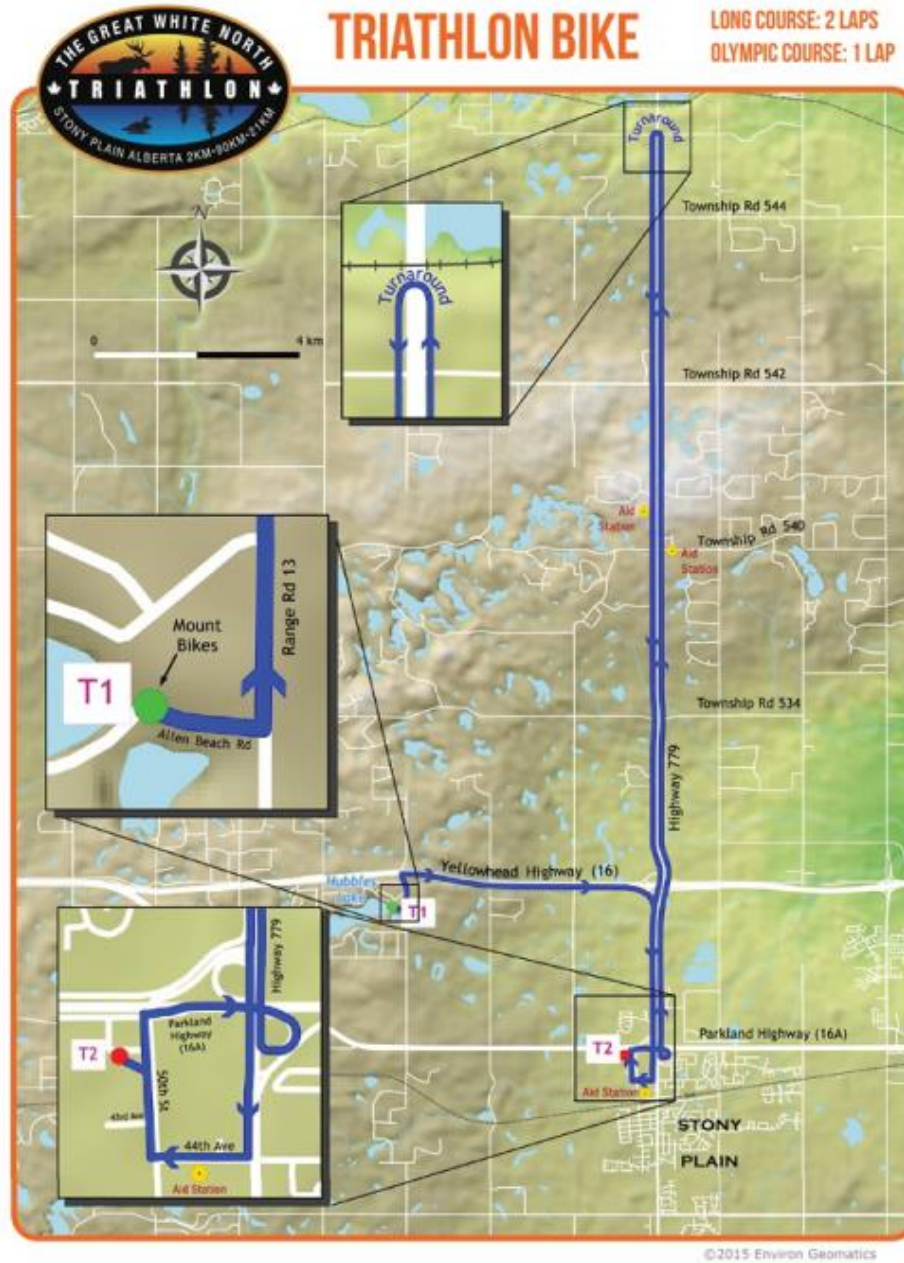 THE GREAT WHITE NORTH
TRIATHLON
STONY PLAIN ALBERTA 2KM-90KM-21KM
TRIATHLON BIKE
LONG COURSE: 2 LAPS
OLYMPIC COURSE: 1 LAP
Turnaround
Township Rd 544
N
Turnaround
0 4 km
Township Rd 542
Aid
Station
Township Rd 540
Aid
Station
Range Rd 13
Mount
Bikes
T1
Allen Beach Rd
Township Rd 534
Highway 779
Yellowhead Highway (16)
Hubbles
Lake
T1
Highway 779
Parkland
Highway
(16A)
T2
50th St
43rd Ave
44th Ave
Aid Station
Parkland Highway (16A)
T2
Aid Station
STONY
PLAIN
©2015 Environ Geomatics